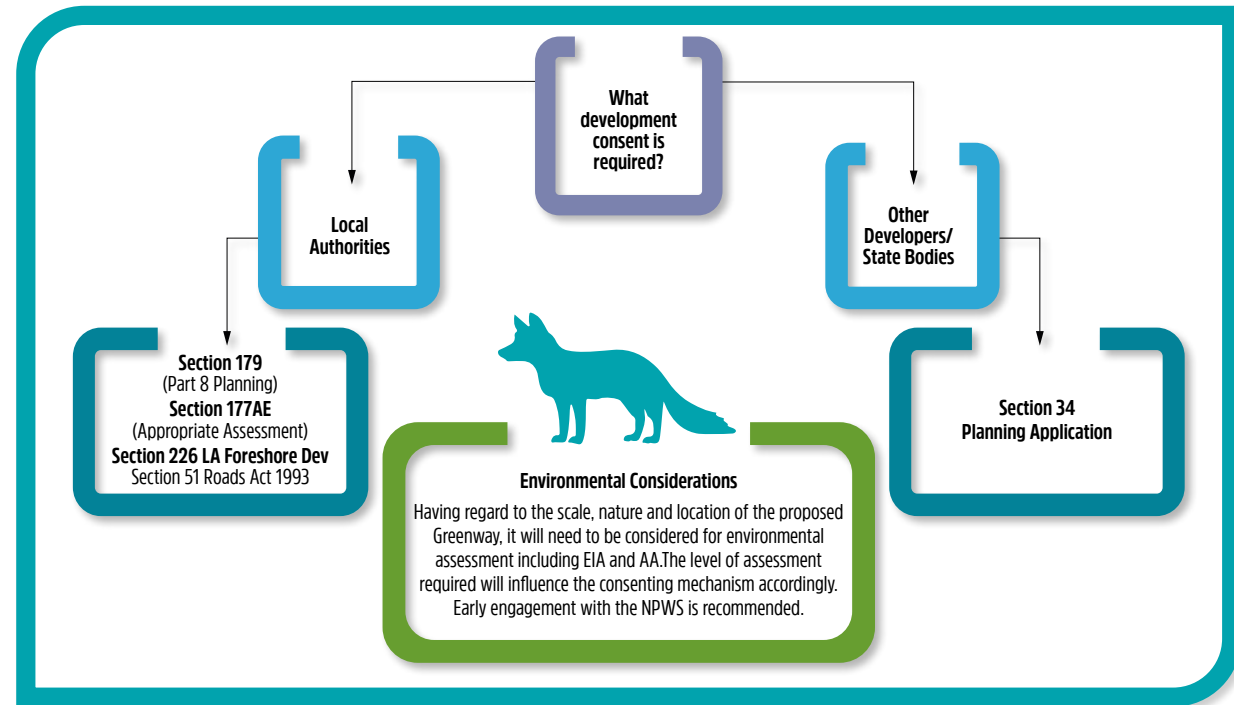 What
development
consent is
required?
Local
Authorities
Other
Developers/
State Bodies
Section 179
(Part 8 Planning)
Section 177AE
(Appropriate Assessment)
Section 226 LA Foreshore Dev
Section 51 Roads Act 1993
Section 34
Planning Application
Environmental Considerations
Having regard to the scale, nature and location of the proposed
Greenway, it will need to be considered for environmental
assessment including EIA and AA.The level of assessment
required will influence the consenting mechanism accordingly.
Early engagement with the NPWS is recommended.